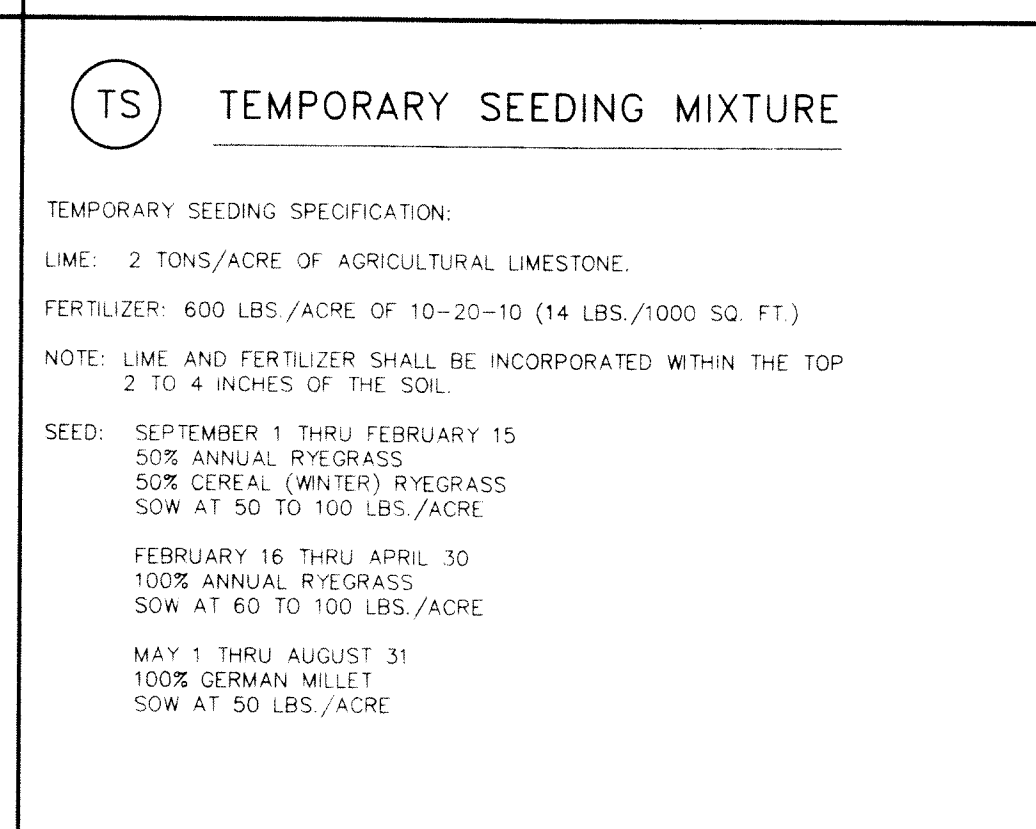 TS TEMPORARY SEEDING MIXTURE
TEMPORARY SEEDING SPECIFICATION:
LIME: 2 TONS/ACRE OF AGRICULTURAL LIMESTONE.
FERTILIZER: 600 LBS./ACRE OF 10-20-10 (14 LBS./1000 SQ. FT.)
NOTE: LIME AND FERTILIZER SHALL BE INCORPORATED WITHIN THE TOP
2 TO 4 INCHES OF THE SOIL.
SEED: SEPTEMBER 1 THRU FEBRUARY 15
50% ANNUAL RYEGRASS
50% CEREAL (WINTER) RYEGRASS
SOW AT 50 TO 100 LBS./ACRE
FEBRUARY 16 THRU APRIL 30
100% ANNUAL RYEGRASS
SOW AT 60 TO 100 LBS./ACRE
MAY 1 THRU AUGUST 31
100% GERMAN MILLET
SOW AT 50 LBS./ACRE